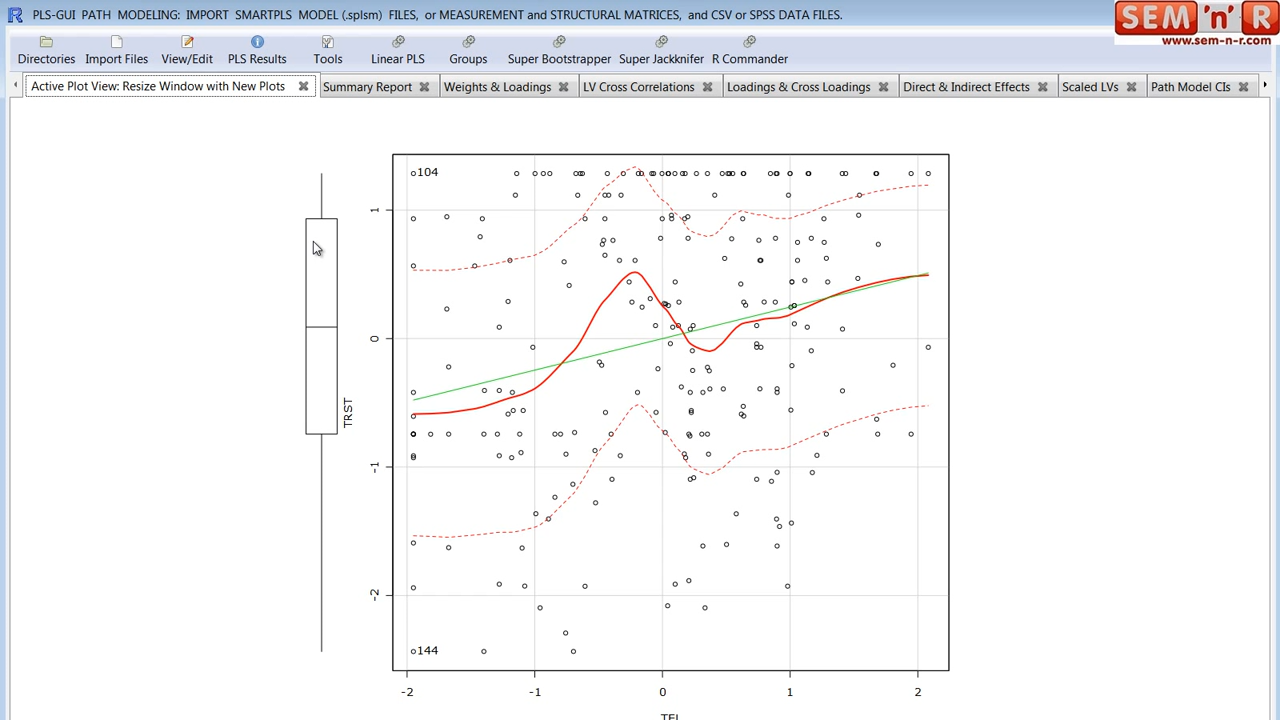 PLS-GUI PATH MODELING: IMPORT SMARTPLS MODEL (.splsm) FILES, or MEASUREMENT and STRUCTURAL MATRICES, and CSV or SPSS DATA FILES.
SEM 'n' R
www.sem-n-r.com
Directories Import Files View/Edit PLS Results Tools Linear PLS Groups Super Bootstrapper Super Jackknifer R Commander
Active Plot View: Resize Window with New Plots Summary Report Weights & Loadings LV Cross Correlations Loadings & Cross Loadings Direct & Indirect Effects Scaled LVs Path Model CIs
104
1
0
TRST
-1
-2
144
-2 -1 0 1 2